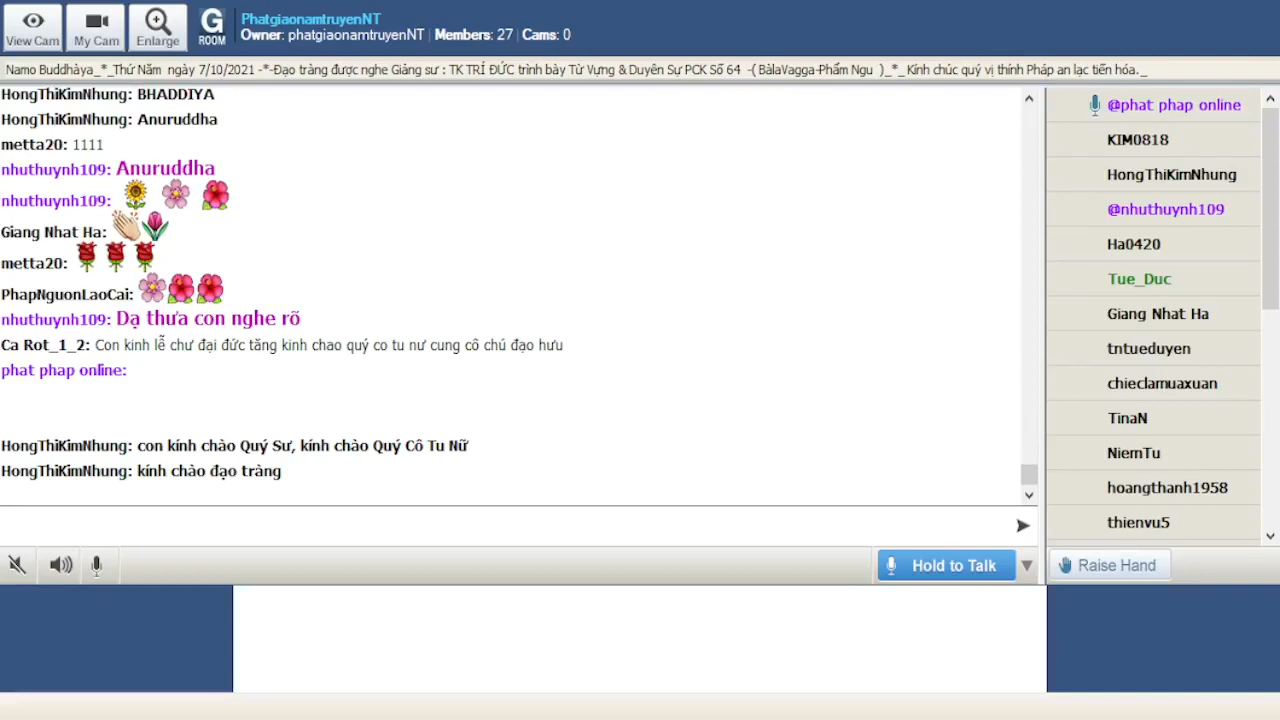 View Cam
My Cam
Enlarge
G
ROOM
PhatgiaonamtruyenNT
Owner: phatgiaonamtruyenNT | Members: 27 | Cams: 0
Namo Buddhàya_*_Thứ Năm ngày 7/10/2021 -*-Đạo tràng được nghe Giảng sư : TK TRÍ ĐỨC trình bày Từ Vựng & Duyên Sự PCK Số 64 -( BàlaVagga-Phẩm Ngu )_*_ Kính chúc quý vị thính Pháp an lạc tiến hóa._
HongThiKimNhung: BHADDIYA
HongThiKimNhung: Anuruddha
metta20: 1111
nhuthuynh109: Anuruddha
nhuthuynh109:
Giang Nhat Ha:
metta20:
PhapNguonLaoCai:
nhuthuynh109: Dạ thưa con nghe rõ
Ca Rot_1_2: Con kinh lễ chư đại đức tăng kinh chao quý co tu nư cung cô chú đạo hưu
phat phap online:
HongThiKimNhung: con kính chào Quý Sư, kính chào Quý Cô Tu Nữ
HongThiKimNhung: kính chào đạo tràng
@phat phap online
KIM0818
HongThiKimNhung
@nhuthuynh109
Ha0420
Tue_Duc
Giang Nhat Ha
tntueduyen
chieclamuaxuan
TinaN
NiemTu
hoangthanh1958
thienvu5
Hold to Talk
Raise Hand